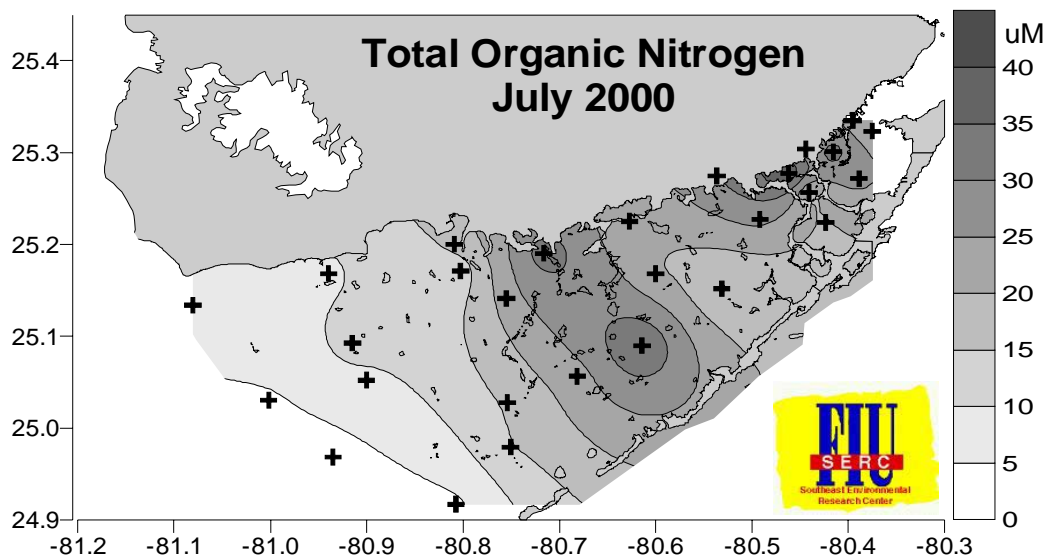 Total Organic Nitrogen
July 2000
uM
40
35
30
25
20
15
10
5
0
25.4
25.3
25.2
25.1
25.0
24.9
-81.2 -81.1 -81.0 -80.9 -80.8 -80.7 -80.6 -80.5 -80.4 -80.3
FIU
SERC
Southeast Environmental
Research Center